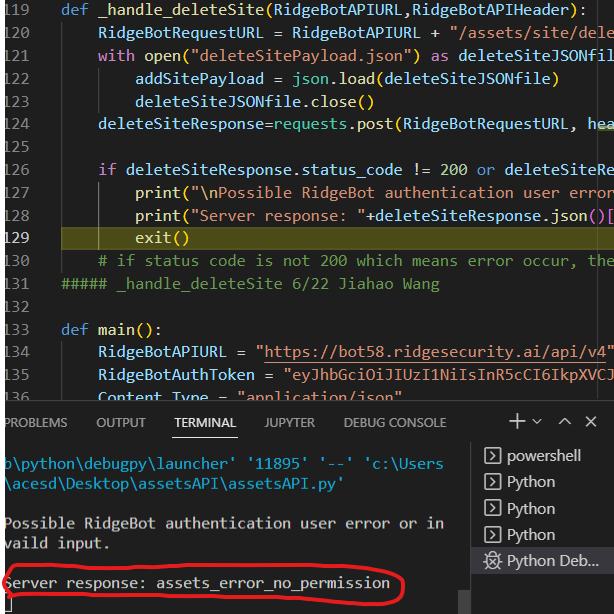 119 def _handle_deleteSite(RidgeBotAPIURL,RidgeBotAPIHeader):
120 RidgeBotRequestURL = RidgeBotAPIURL + "/assets/site/dele
121 with open("deleteSitePayload.json") as deleteSiteJSONfil
122 addSitePayload = json.load(deleteSiteJSONfile)
123 deleteSiteJSONfile.close()
124 deleteSiteResponse=requests.post(RidgeBotRequestURL, hea
125
126 if deleteSiteResponse.status_code != 200 or deleteSiteRe
127 print("\nPossible RidgeBot authentication user error
128 print("Server response: "+deleteSiteResponse.json()[
129 exit()
130 # if status code is not 200 which means error occur, the
131 ##### _handle_deleteSite 6/22 Jiahao Wang
132
133 def main():
134 RidgeBotAPIURL = "https://bot58.ridgesecurity.ai/api/v4"
135 RidgeBotAuthToken = "eyJhbGciOiJIUzI1NiIsInR5cCI6IkpXVCJ
136 Content_Type = "application/json"
PROBLEMS OUTPUT TERMINAL JUPYTER DEBUG CONSOLE
b\python\debugpy\launcher' '11895' '--' 'c:\Users
\acesd\Desktop\assetsAPI\assetsAPI.py'
Possible RidgeBot authentication user error or in
vaild input.
Server response: assets_error_no_permission
powershell
Python
Python
Python
Python Deb...